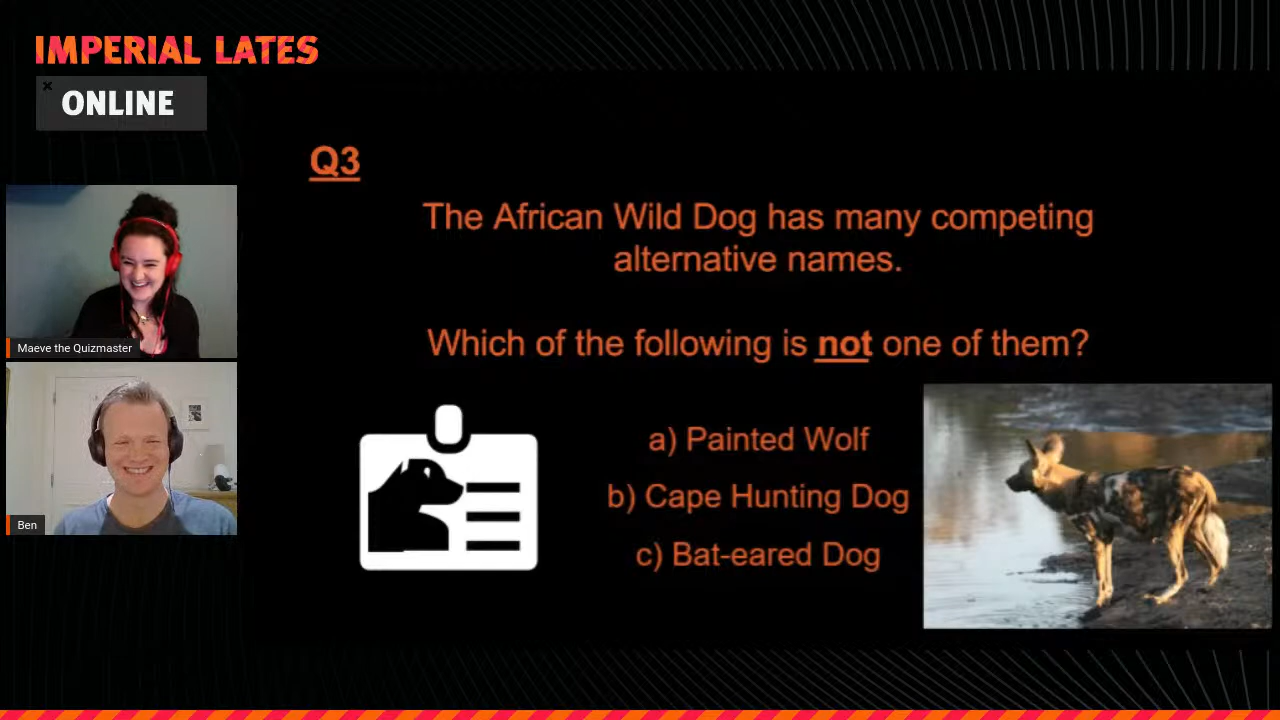 IMPERIAL LATES
ONLINE
Q3
The African Wild Dog has many competing
alternative names.
Which of the following is not one of them?
a) Painted Wolf
b) Cape Hunting Dog
c) Bat-eared Dog
Maeve the Quizmaster
Ben